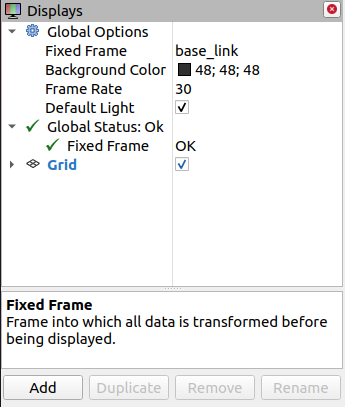 Displays
Global Options
Fixed Frame base_link
Background Color 48; 48; 48
Frame Rate 30
Default Light
Global Status: Ok
Fixed Frame OK
Grid
Fixed Frame
Frame into which all data is transformed before
being displayed.
Add Duplicate Remove Rename